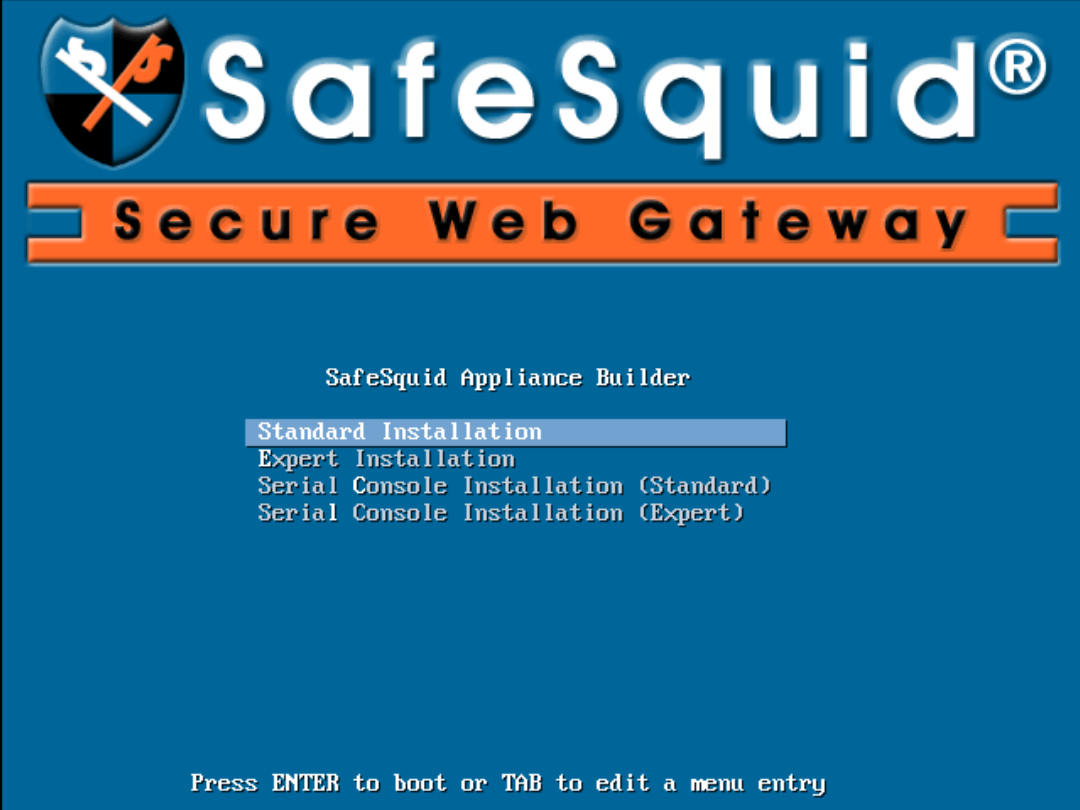 SafeSquid®
Secure Web Gateway
SafeSquid Appliance Builder
Standard Installation
Expert Installation
Serial Console Installation (Standard)
Serial Console Installation (Expert)
Press ENTER to boot or TAB to edit a menu entry